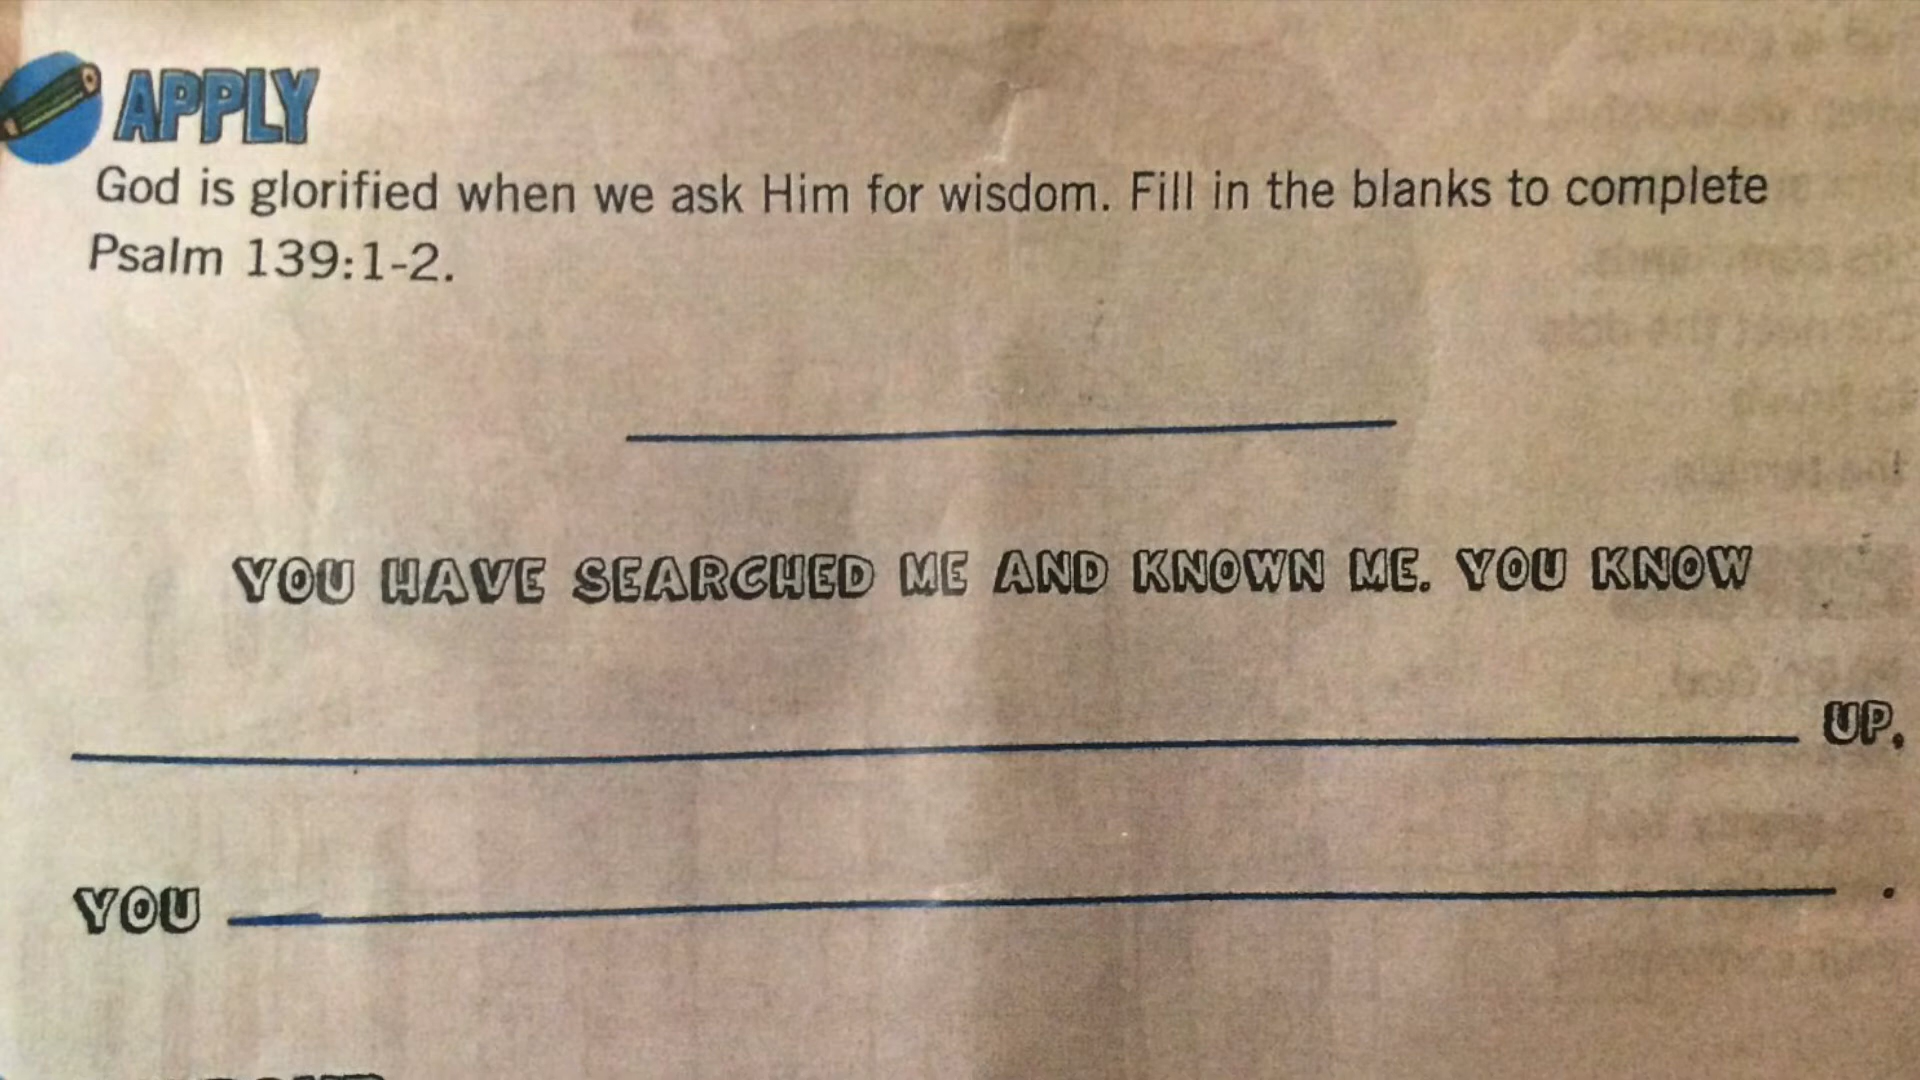 APPLY
God is glorified when we ask Him for wisdom. Fill in the blanks to complete
Psalm 139:1-2.
YOU HAVE SEARCHED ME AND KNOWN ME. YOU KNOW
UP,
YOU .